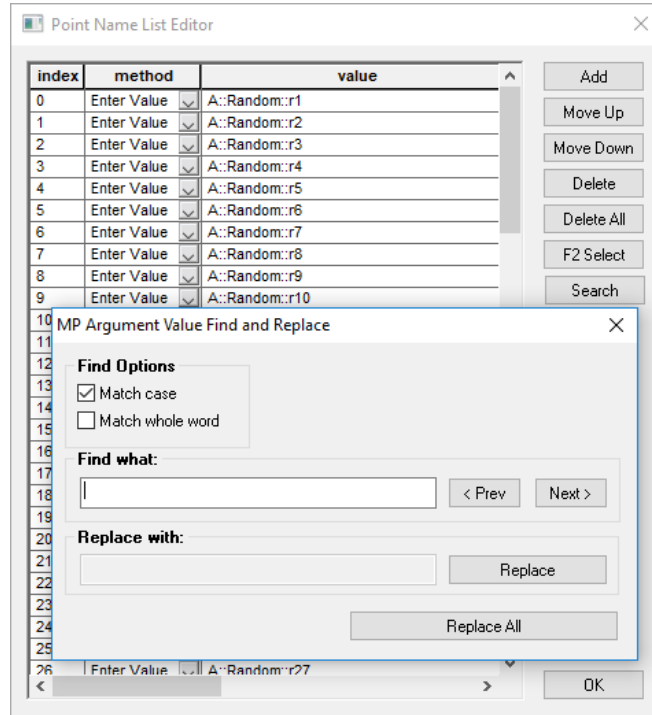 Point Name List Editor
index method value
0 Enter Value A::Random::r1
1 Enter Value A::Random::r2
2 Enter Value A::Random::r3
3 Enter Value A::Random::r4
4 Enter Value A::Random::r5
5 Enter Value A::Random::r6
6 Enter Value A::Random::r7
7 Enter Value A::Random::r8
8 Enter Value A::Random::r9
9 Enter Value A::Random::r10
10
11
12
13
14
15
16
17
18
19
20
21
22
23
24
25
26 Enter Value A::Random::r27
Add
Move Up
Move Down
Delete
Delete All
F2 Select
Search
MP Argument Value Find and Replace
Find Options
Match case
Match whole word
Find what:
< Prev Next >
Replace with:
Replace
Replace All
OK